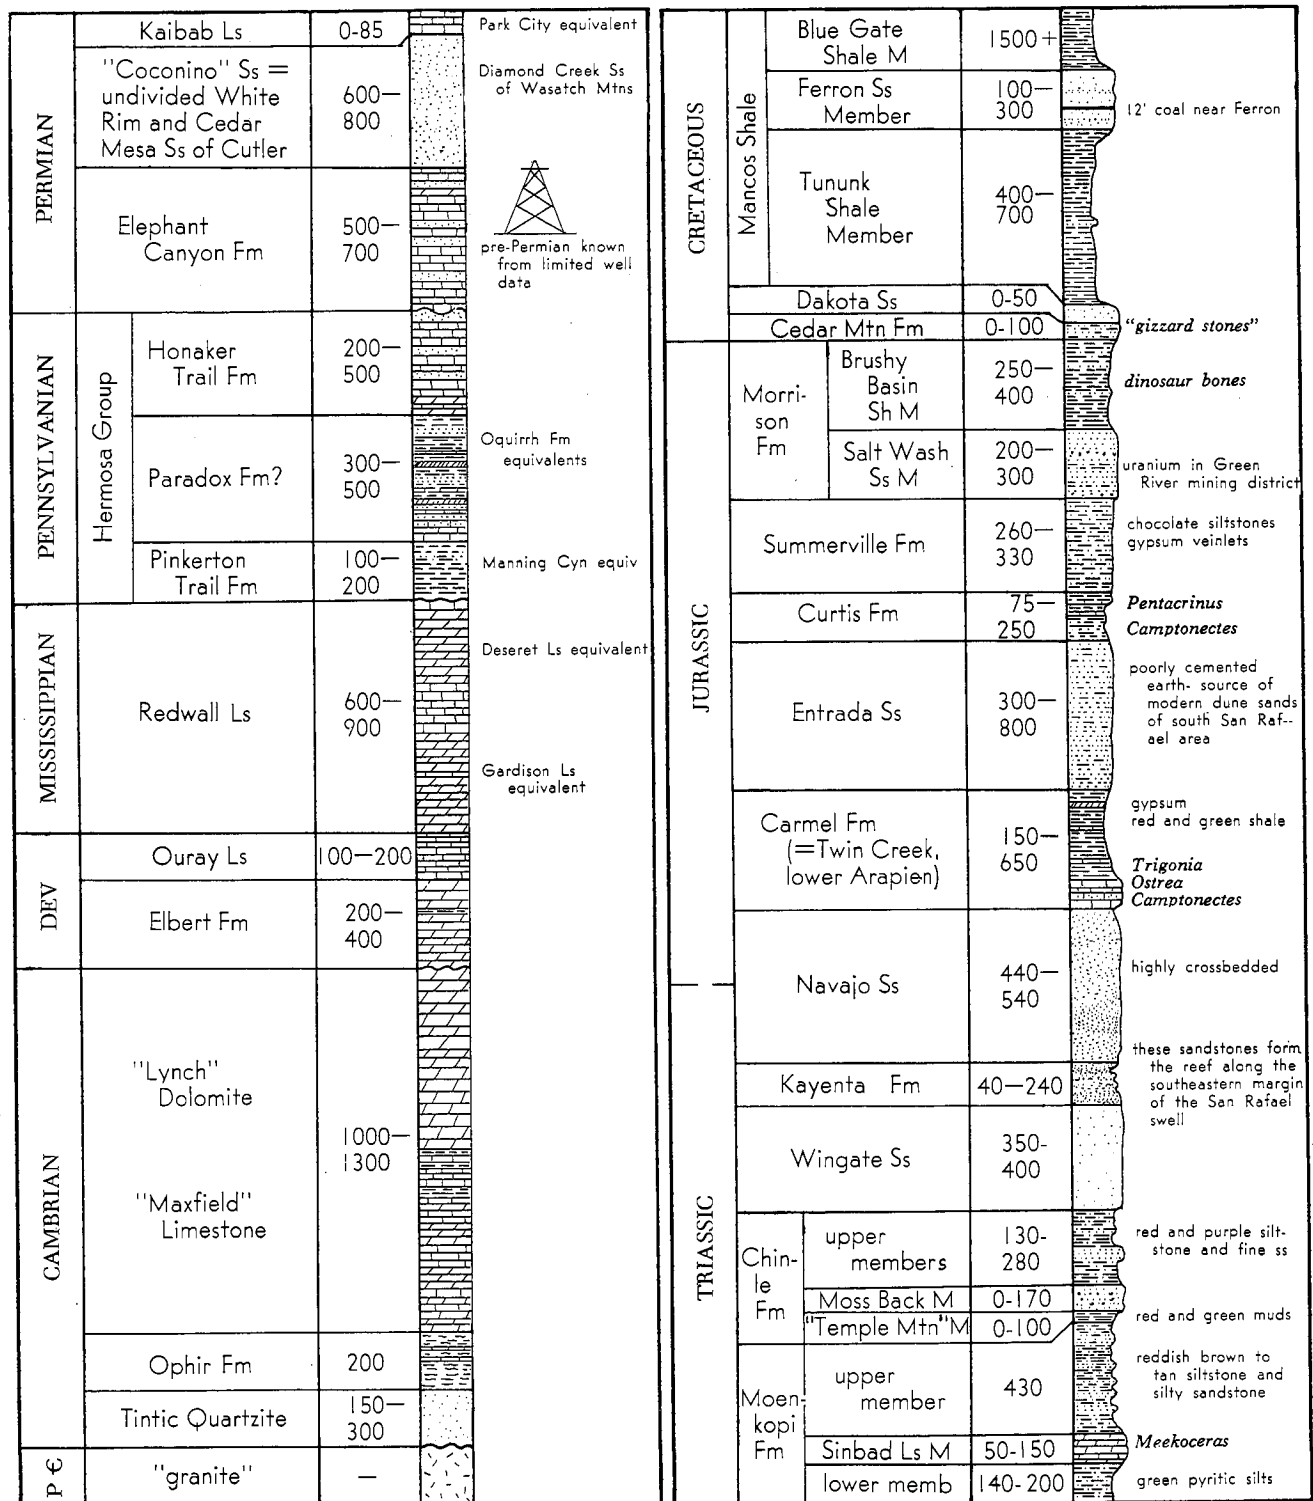 PERMIAN
Kaibab Ls
0-85
Park City equivalent
"Coconino" Ss =
undivided White
Rim and Cedar
Mesa Ss of Cutler
600—
800
Diamond Creek Ss
of Wasatch Mtns
Elephant
Canyon Fm
500—
700
pre-Permian known
from limited well
data
PENNSYLVANIAN
Hermosa Group
Honaker
Trail Fm
200—
500
Paradox Fm?
300—
500
Oquirrh Fm
equivalents
Pinkerton
Trail Fm
100—
200
Manning Cyn equiv
MISSISSIPPIAN
Redwall Ls
600—
900
Deseret Ls equivalent
Gardison Ls
equivalent
DEV
Ouray Ls
100—200
Elbert Fm
200—
400
CAMBRIAN
"Lynch"
Dolomite
1000—
1300
"Maxfield"
Limestone
Ophir Fm
200
Tintic Quartzite
150—
300
P Є
"granite"
—
CRETACEOUS
Mancos Shale
Blue Gate
Shale M
1500+
Ferron Ss
Member
100—
300
12' coal near Ferron
Tununk
Shale
Member
400—
700
Dakota Ss
0-50
Cedar Mtn Fm
0-100
"gizzard stones"
JURASSIC
Morri-
son
Fm
Brushy
Basin
Sh M
250—
400
dinosaur bones
Salt Wash
Ss M
200—
300
uranium in Green
River mining district
Summerville Fm
260—
330
chocolate siltstones
gypsum veinlets
Curtis Fm
75—
250
Pentacrinus
Camptonectes
Entrada Ss
300—
800
poorly cemented
earth- source of
modern dune sands
of south San Raf--
ael area
Carmel Fm
(=Twin Creek,
lower Arapien)
150—
650
gypsum
red and green shale
Trigonia
Ostrea
Camptonectes
Navajo Ss
440—
540
highly crossbedded
these sandstones form
the reef along the
southeastern margin
of the San Rafael
swell
TRIASSIC
Kayenta Fm
40—240
Wingate Ss
350-
400
Chin-
le
Fm
upper
members
130-
280
red and purple silt-
stone and fine ss
Moss Back M
0-170
"Temple Mtn"M
0-100
red and green muds
Moen-
kopi
Fm
upper
member
430
reddish brown to
tan siltstone and
silty sandstone
Sinbad Ls M
50-150
Meekoceras
lower memb
140-200
green pyritic silts